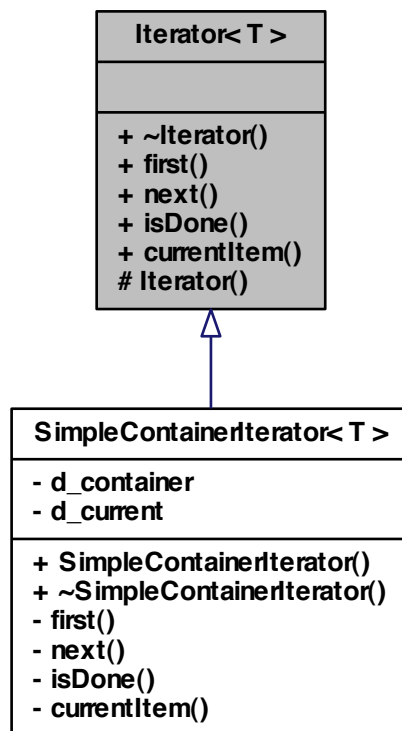 Iterator< T >
+ ~Iterator()
+ first()
+ next()
+ isDone()
+ currentItem()
# Iterator()
SimpleContainerIterator< T >
- d_container
- d_current
+ SimpleContainerIterator()
+ ~SimpleContainerIterator()
- first()
- next()
- isDone()
- currentItem()